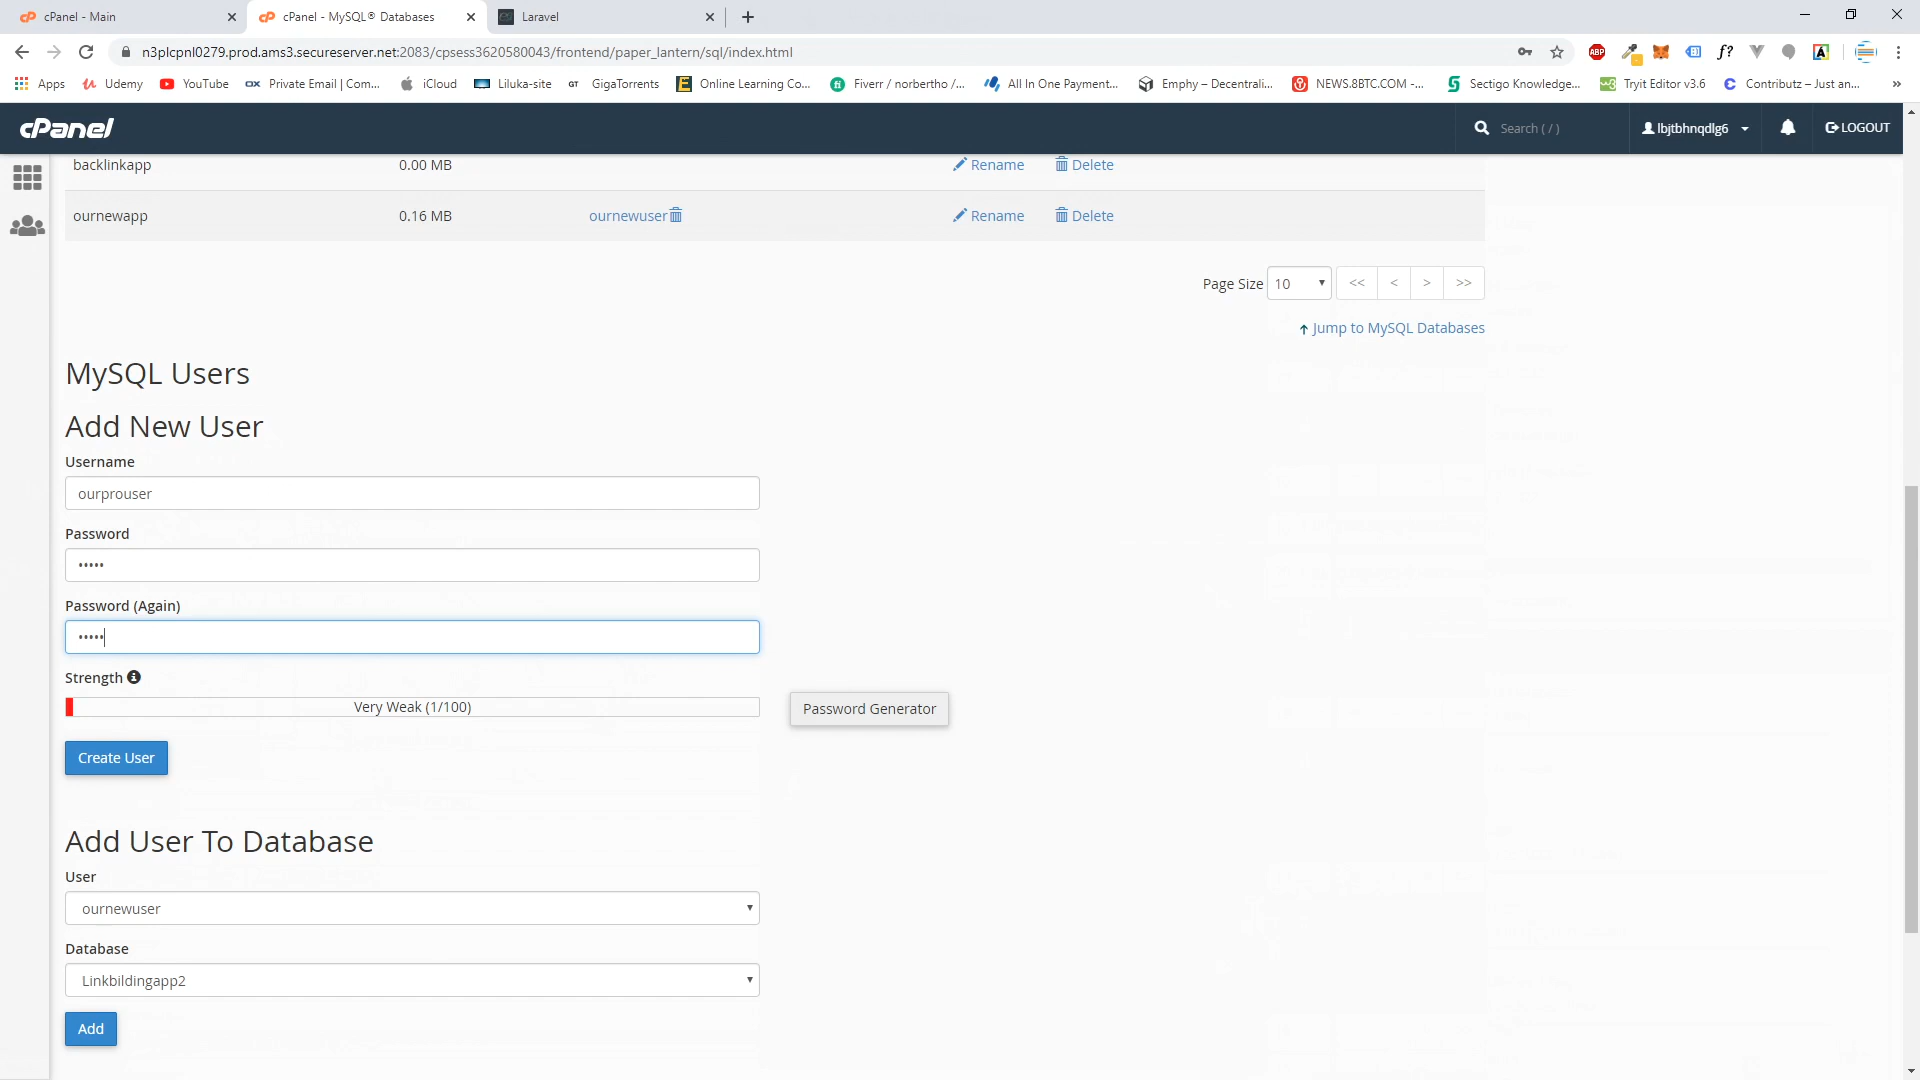 cPanel - Main
cPanel - MySQL® Databases
Laravel
n3plcpnl0279.prod.ams3.secureserver.net:2083/cpsess3620580043/frontend/paper_lantern/sql/index.html
Apps
Udemy
YouTube
Private Email | Com...
iCloud
Liluka-site
GT GigaTorrents
Online Learning Co...
Fiverr / norbertho /...
All In One Payment...
Emphy – Decentrali...
NEWS.8BTC.COM -...
Sectigo Knowledge...
Tryit Editor v3.6
Contributz – Just an...
cPanel
Search ( / )
lbjtbhnqdlg6
LOGOUT
backlinkapp 0.00 MB Rename Delete
ournewapp 0.16 MB ournewuser Rename Delete
Page Size 10 << < > >>
Jump to MySQL Databases
MySQL Users
Add New User
Username
ourprouser
Password
•••••
Password (Again)
•••••
Strength
Very Weak (1/100)
Password Generator
Create User
Add User To Database
User
ournewuser
Database
Linkbildingapp2
Add